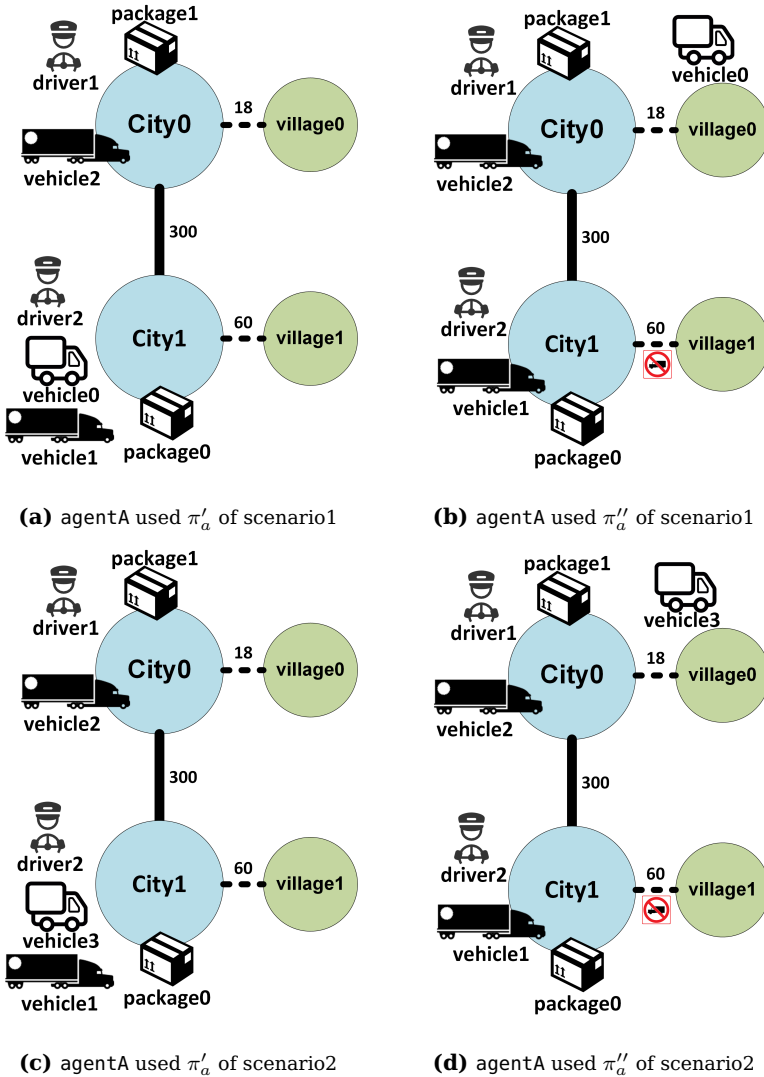 package1
driver1
City0
18
village0
vehicle2
300
driver2
City1
60
village1
vehicle0
vehicle1
package0
(a) agentA used π′ₐ of scenario1
package1
driver1
vehicle0
City0
18
village0
vehicle2
300
driver2
City1
60
village1
vehicle1
package0
(b) agentA used π″ₐ of scenario1
package1
driver1
City0
18
village0
vehicle2
300
driver2
City1
60
village1
vehicle3
vehicle1
package0
(c) agentA used π′ₐ of scenario2
package1
driver1
vehicle3
City0
18
village0
vehicle2
300
driver2
City1
60
village1
vehicle1
package0
(d) agentA used π″ₐ of scenario2